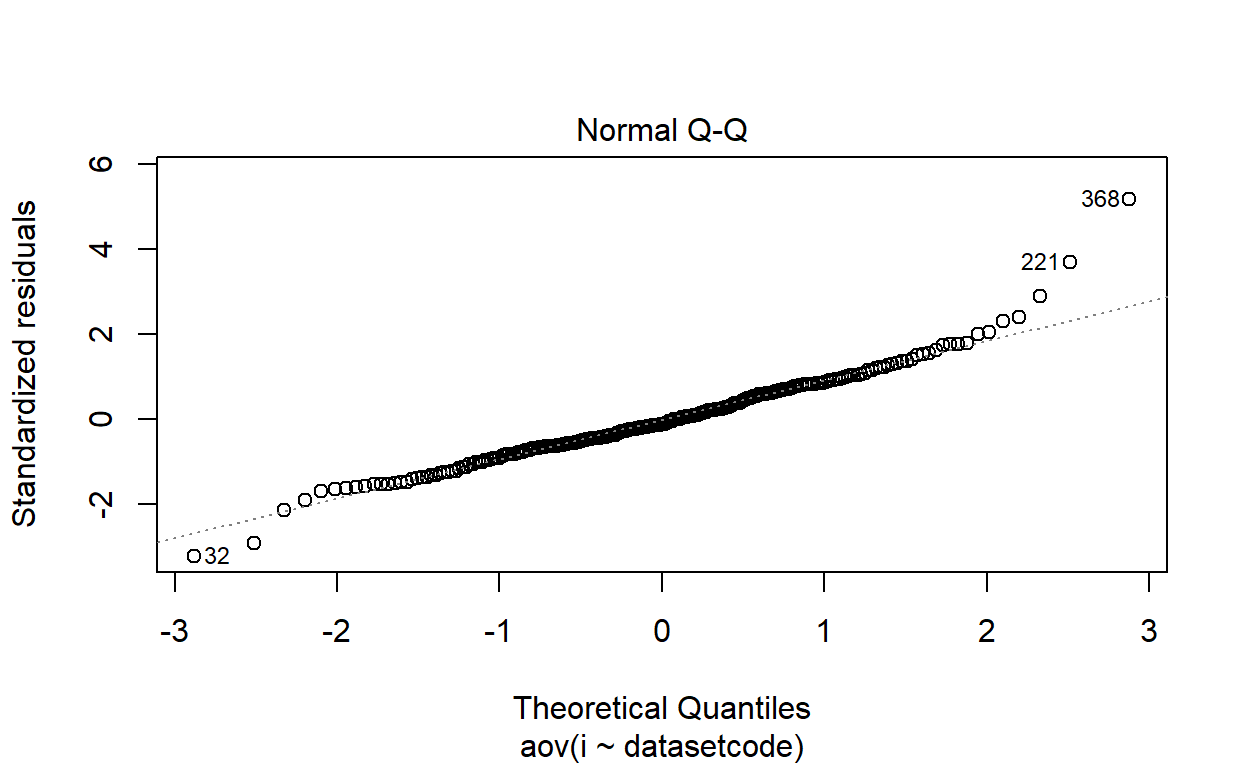 Normal Q-Q
Standardized residuals
6
4
2
0
-2
368
221
32
-3 -2 -1 0 1 2 3
Theoretical Quantiles
aov(i ~ datasetcode)